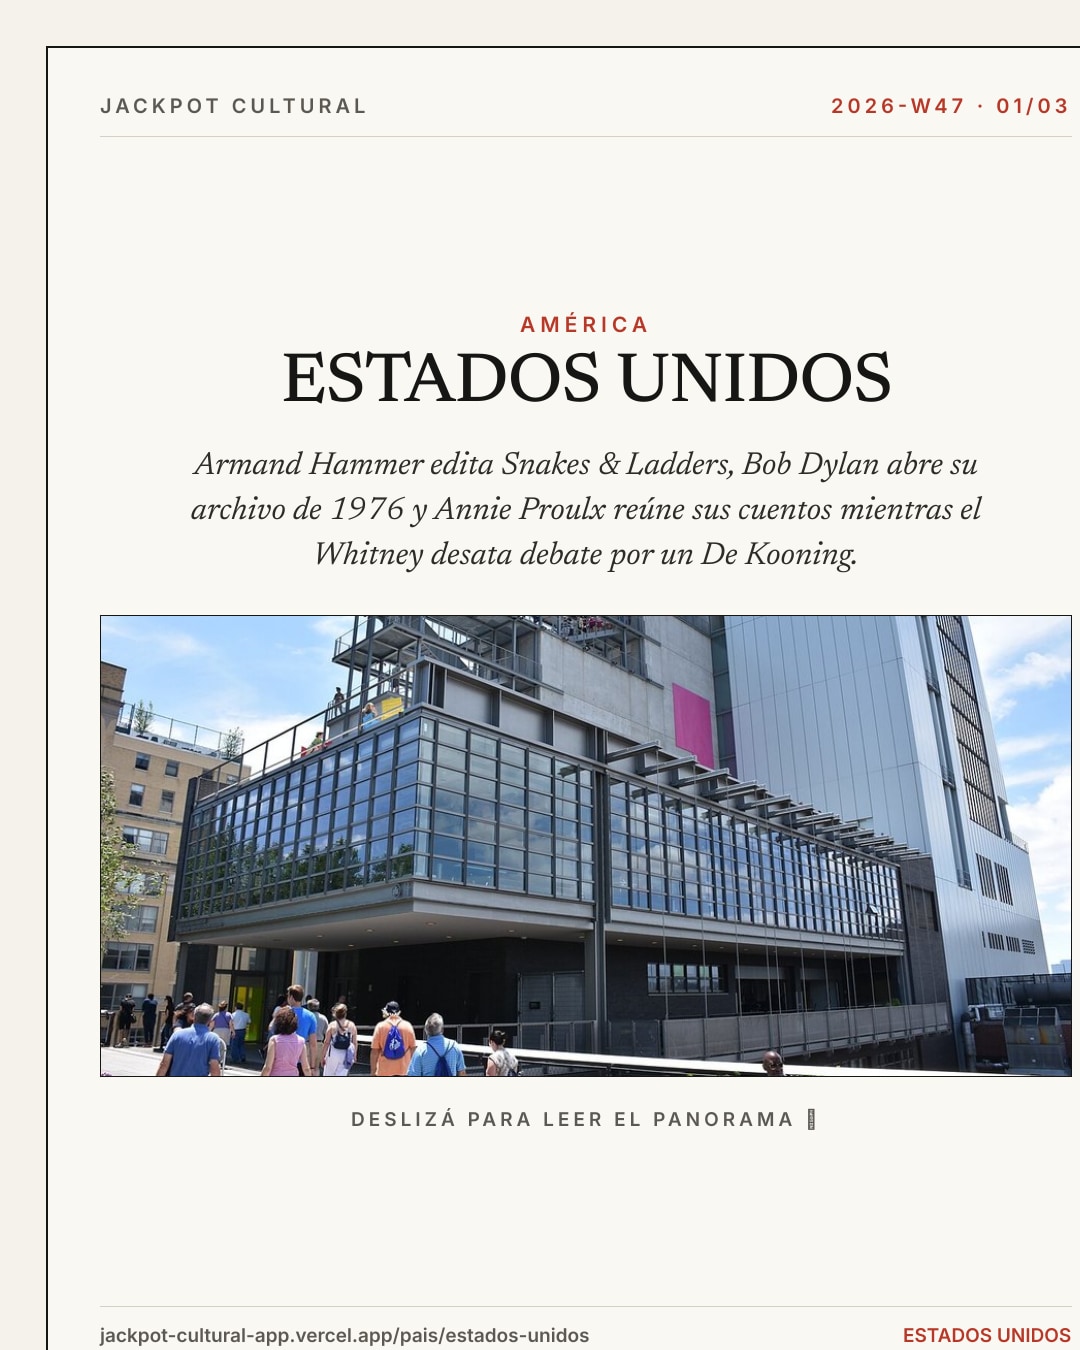 JACKPOT CULTURAL
2026-W47 · 01/03
AMÉRICA
ESTADOS UNIDOS
Armand Hammer edita Snakes & Ladders, Bob Dylan abre su
archivo de 1976 y Annie Proulx reúne sus cuentos mientras el
Whitney desata debate por un De Kooning.
DESLIZÁ PARA LEER EL PANORAMA
jackpot-cultural-app.vercel.app/pais/estados-unidos
ESTADOS UNIDOS